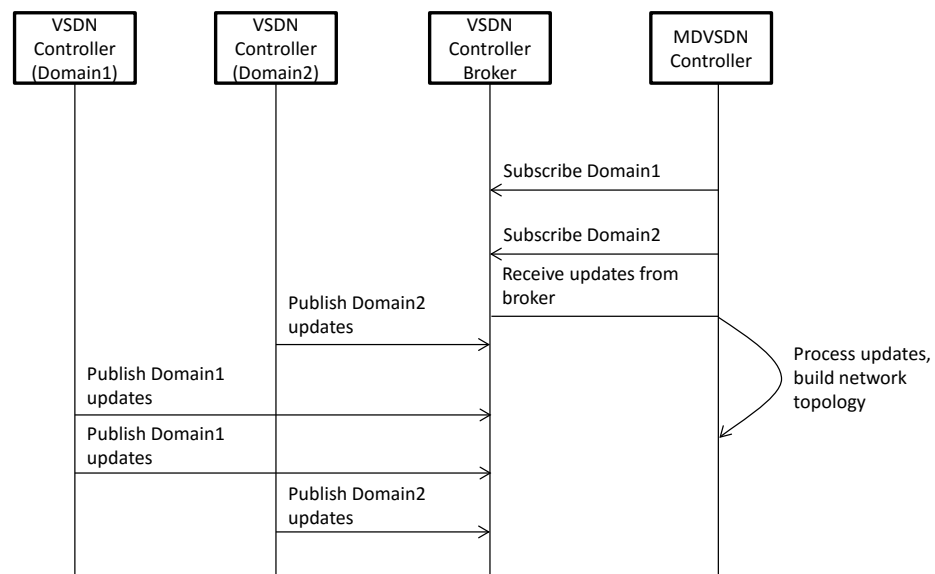 VSDN
Controller
(Domain1)
VSDN
Controller
(Domain2)
VSDN
Controller
Broker
MDVSDN
Controller
Subscribe Domain1
Subscribe Domain2
Receive updates from
broker
Publish Domain2
updates
Process updates,
build network
topology
Publish Domain1
updates
Publish Domain1
updates
Publish Domain2
updates